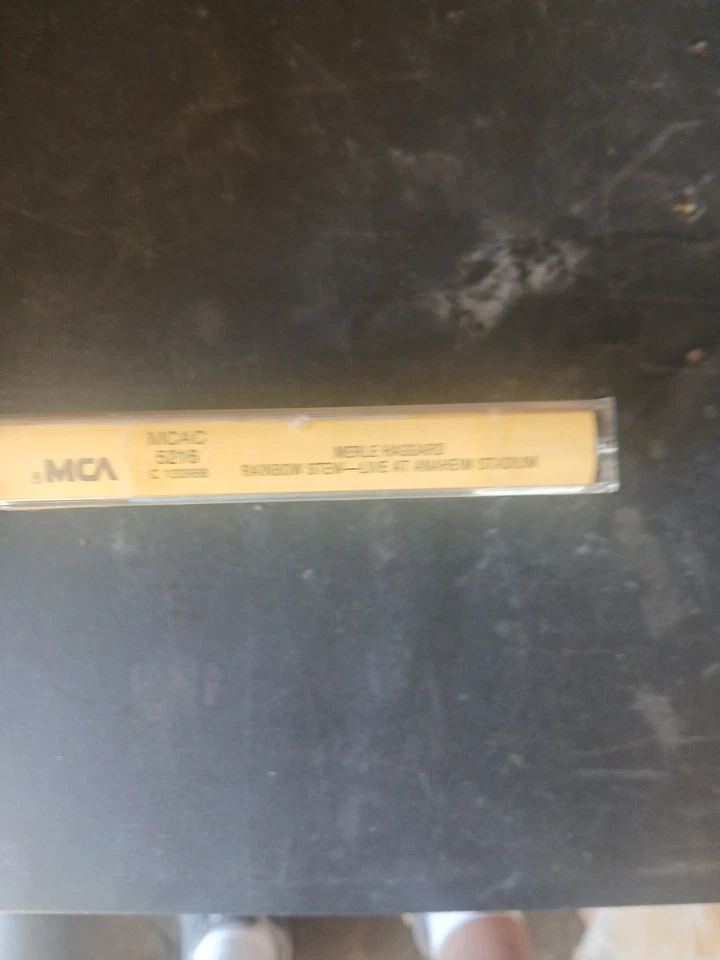 MCA
MCAC
5216
C
MERLE HAGGARD
RAINBOW STEW—LIVE AT ANAHEIM STADIUM